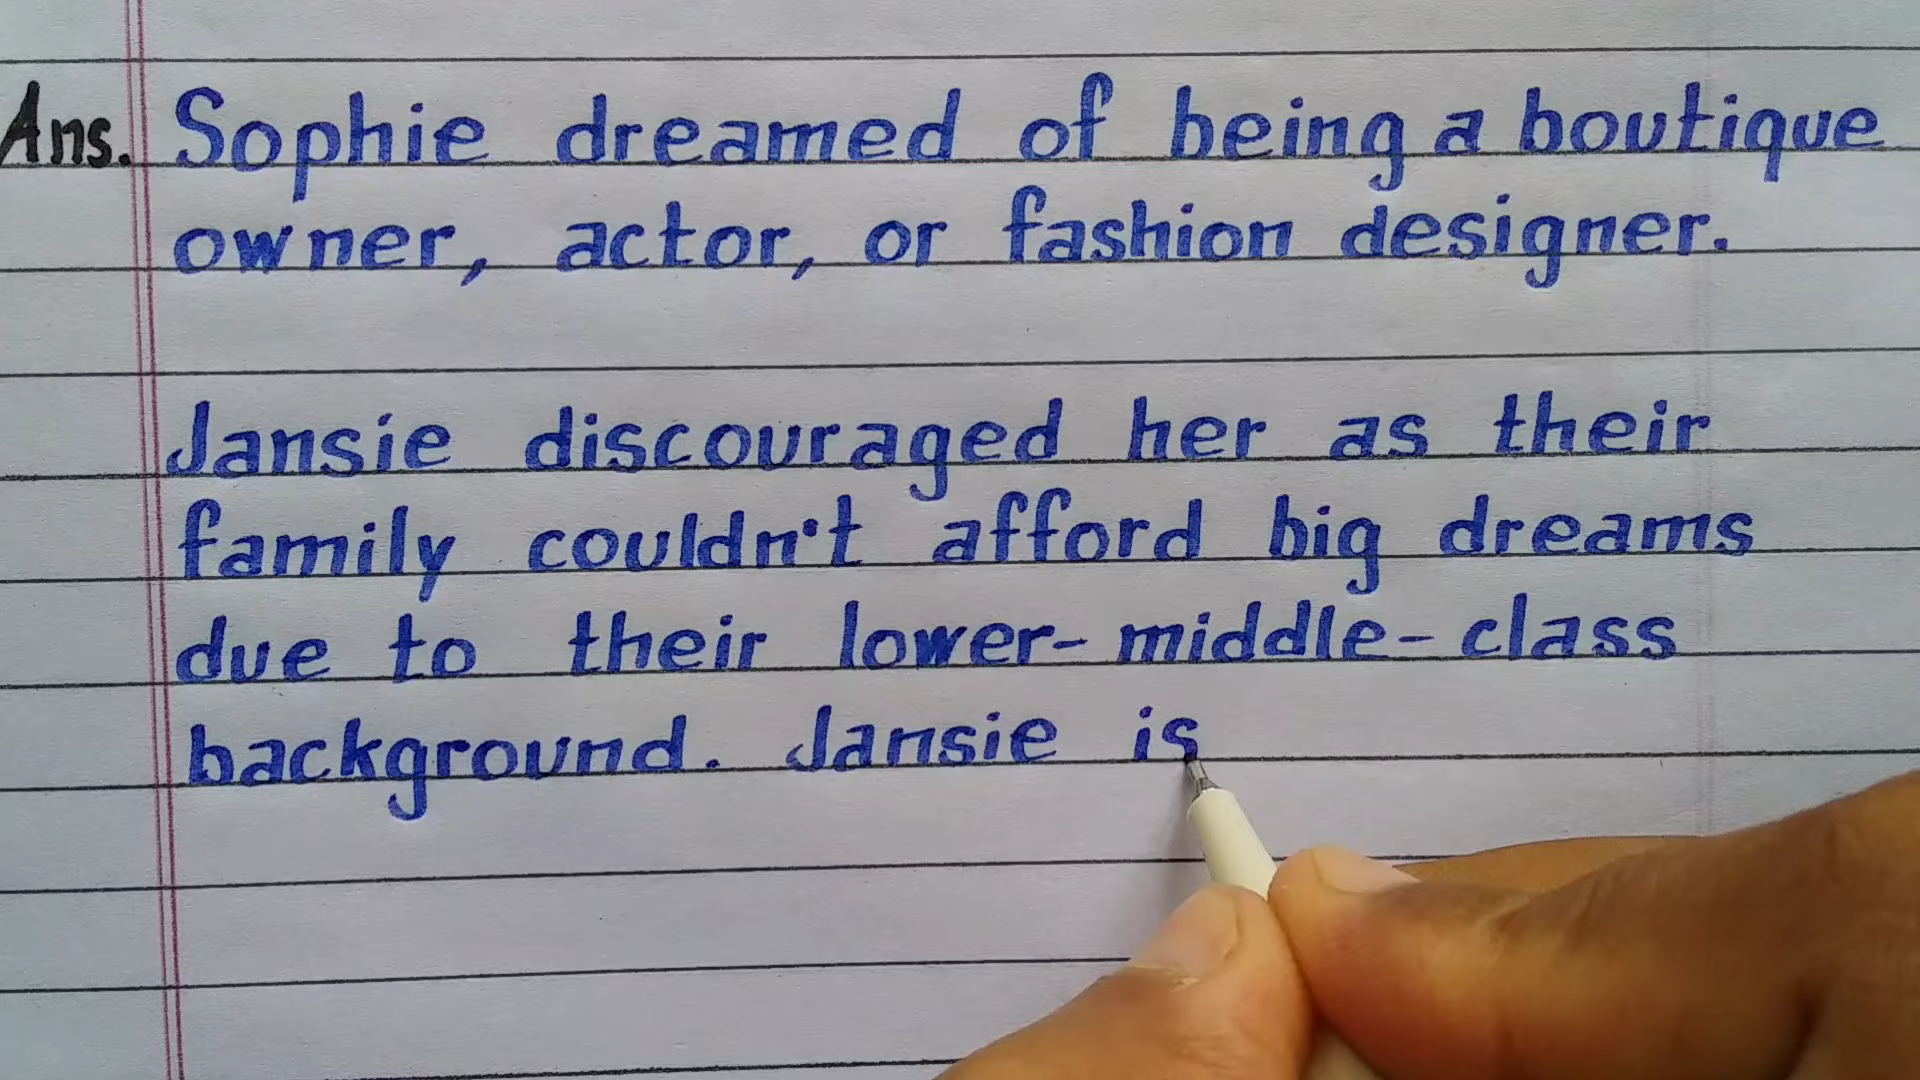 Ans. Sophie dreamed of being a boutique
owner, actor, or fashion designer.
Jansie discouraged her as their
family couldn't afford big dreams
due to their lower-middle-class
background. Jansie is